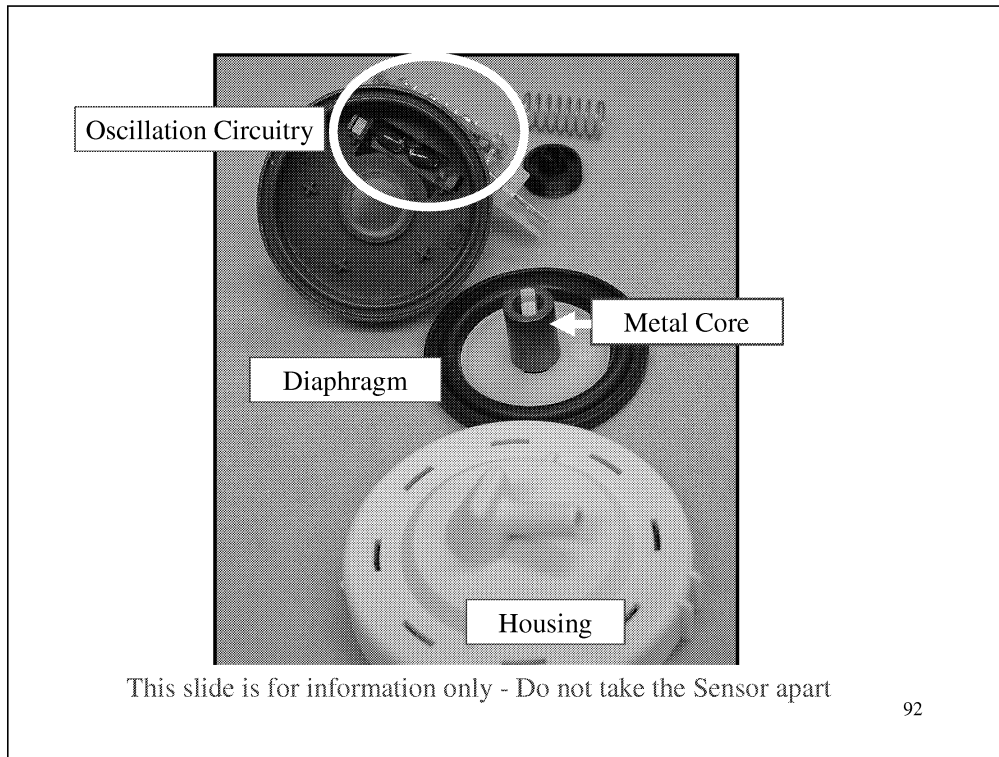 Oscillation Circuitry
Metal Core
Diaphragm
Housing
This slide is for information only - Do not take the Sensor apart
92